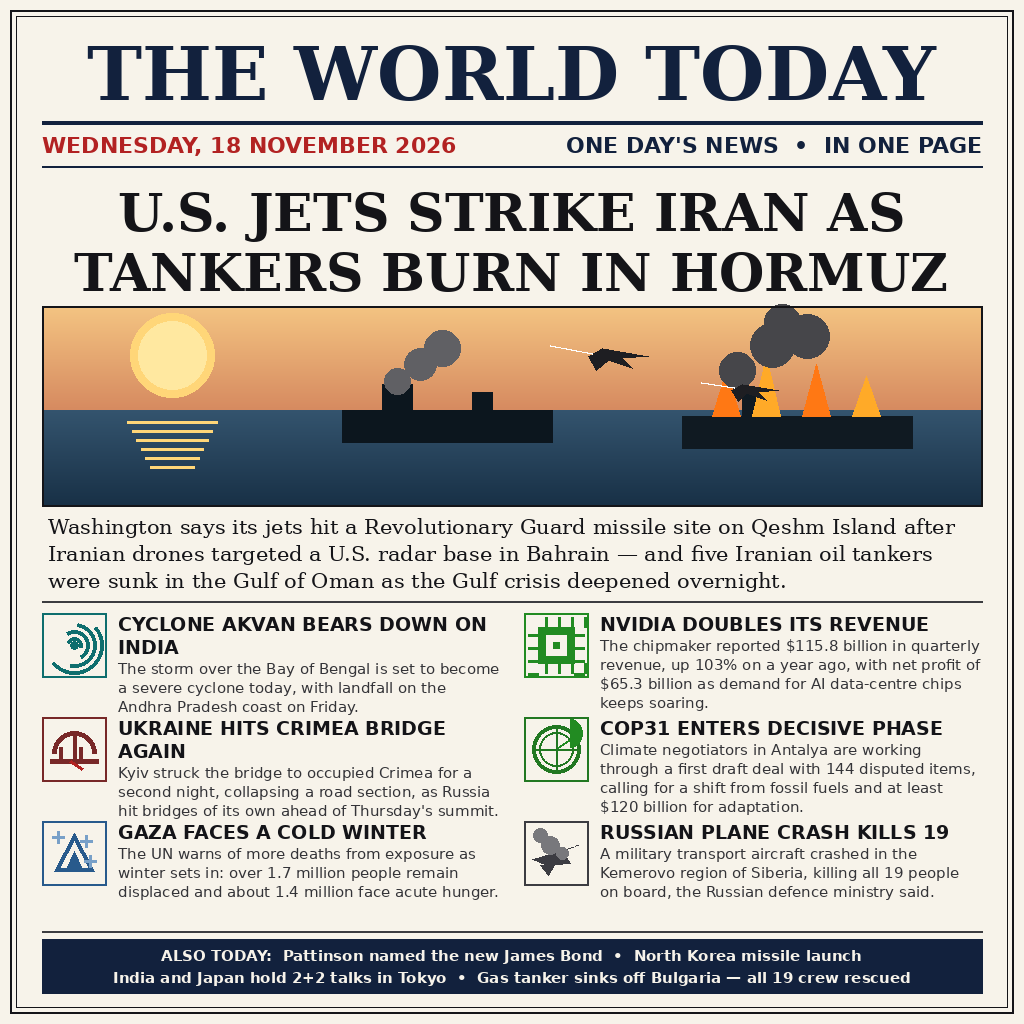 THE WORLD TODAY
WEDNESDAY, 18 NOVEMBER 2026
ONE DAY'S NEWS • IN ONE PAGE
U.S. JETS STRIKE IRAN AS
TANKERS BURN IN HORMUZ
Washington says its jets hit a Revolutionary Guard missile site on Qeshm Island after
Iranian drones targeted a U.S. radar base in Bahrain — and five Iranian oil tankers
were sunk in the Gulf of Oman as the Gulf crisis deepened overnight.
CYCLONE AKVAN BEARS DOWN ON
INDIA
The storm over the Bay of Bengal is set to become
a severe cyclone today, with landfall on the
Andhra Pradesh coast on Friday.
UKRAINE HITS CRIMEA BRIDGE
AGAIN
Kyiv struck the bridge to occupied Crimea for a
second night, collapsing a road section, as Russia
hit bridges of its own ahead of Thursday's summit.
GAZA FACES A COLD WINTER
The UN warns of more deaths from exposure as
winter sets in: over 1.7 million people remain
displaced and about 1.4 million face acute hunger.
NVIDIA DOUBLES ITS REVENUE
The chipmaker reported $115.8 billion in quarterly
revenue, up 103% on a year ago, with net profit of
$65.3 billion as demand for AI data-centre chips
keeps soaring.
COP31 ENTERS DECISIVE PHASE
Climate negotiators in Antalya are working
through a first draft deal with 144 disputed items,
calling for a shift from fossil fuels and at least
$120 billion for adaptation.
RUSSIAN PLANE CRASH KILLS 19
A military transport aircraft crashed in the
Kemerovo region of Siberia, killing all 19 people
on board, the Russian defence ministry said.
ALSO TODAY: Pattinson named the new James Bond • North Korea missile launch
India and Japan hold 2+2 talks in Tokyo • Gas tanker sinks off Bulgaria — all 19 crew rescued